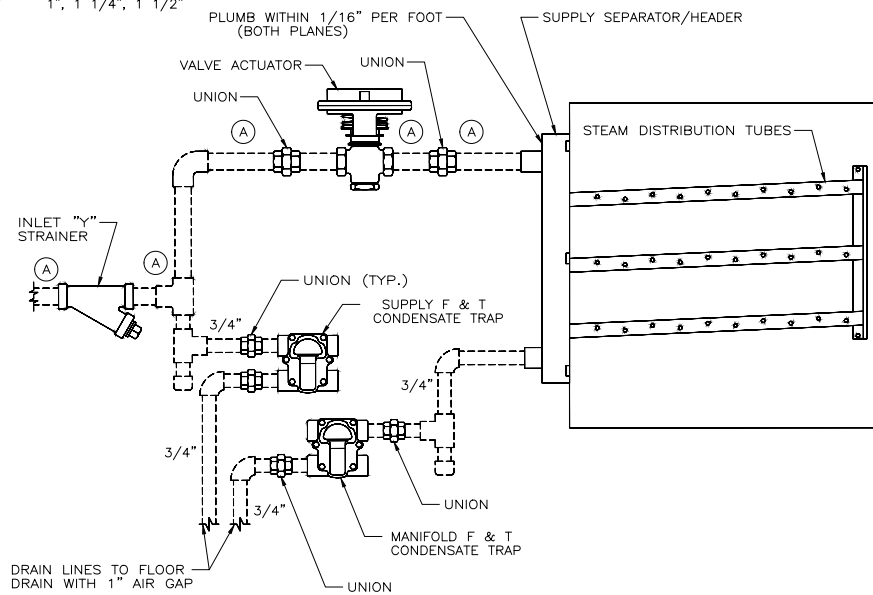 1", 1 1/4", 1 1/2"
PLUMB WITHIN 1/16" PER FOOT
(BOTH PLANES)
SUPPLY SEPARATOR/HEADER
VALVE ACTUATOR
UNION
UNION
A
A
A
STEAM DISTRIBUTION TUBES
INLET "Y"
STRAINER
A
A
UNION (TYP.)
3/4"
SUPPLY F & T
CONDENSATE TRAP
3/4"
3/4"
3/4"
UNION
MANIFOLD F & T
CONDENSATE TRAP
DRAIN LINES TO FLOOR
DRAIN WITH 1" AIR GAP
UNION